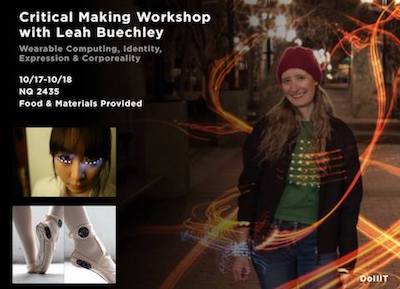 Critical Making Workshop
with Leah Buechley
Wearable Computing, Identity,
Expression & Corporeality
10/17-10/18
NQ 2435
Food & Materials Provided